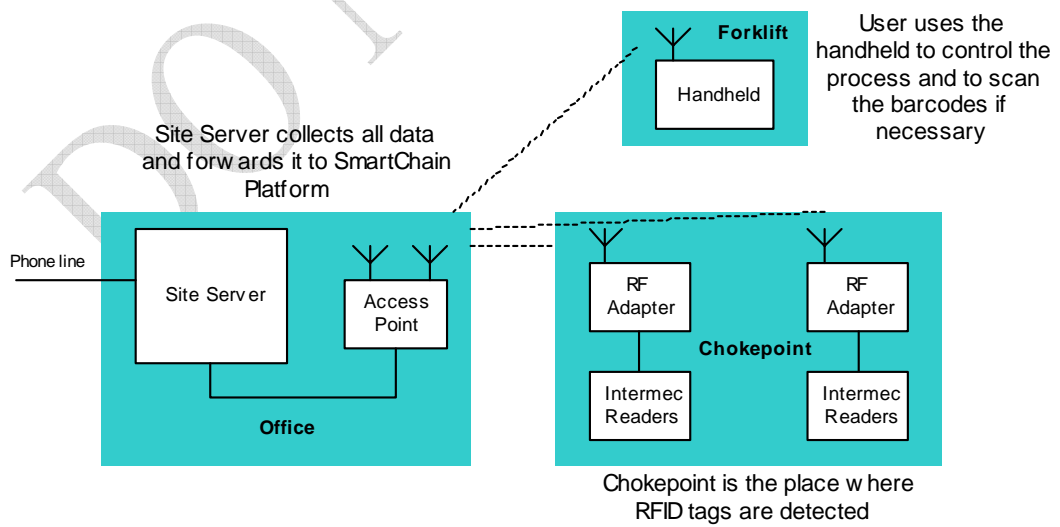 DO
Forklift
Handheld
User uses the
handheld to control the
process and to scan
the barcodes if
necessary
Site Server collects all data
and forwards it to SmartChain
Platform
Phone line
Site Server
Access
Point
Office
RF
Adapter
RF
Adapter
Chokepoint
Intermec
Readers
Intermec
Readers
Chokepoint is the place where
RFID tags are detected